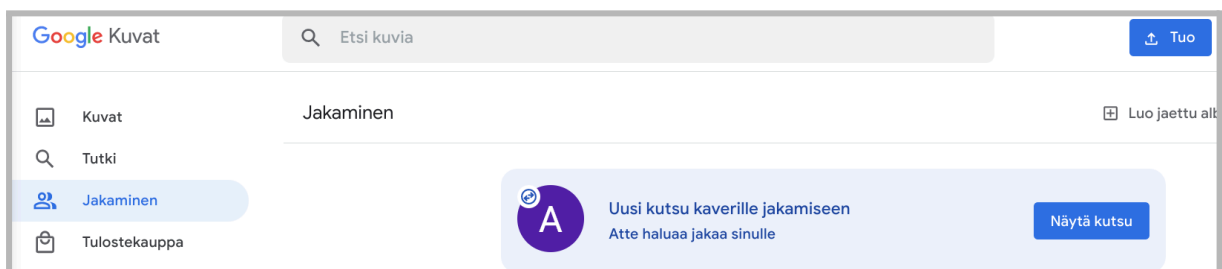 Google Kuvat
Etsi kuvia
Tuo
Kuvat
Jakaminen
Luo jaettu
Tutki
Jakaminen
A
Uusi kutsu kaverille jakamiseen
Atte haluaa jakaa sinulle
Näytä kutsu
Tulostekauppa